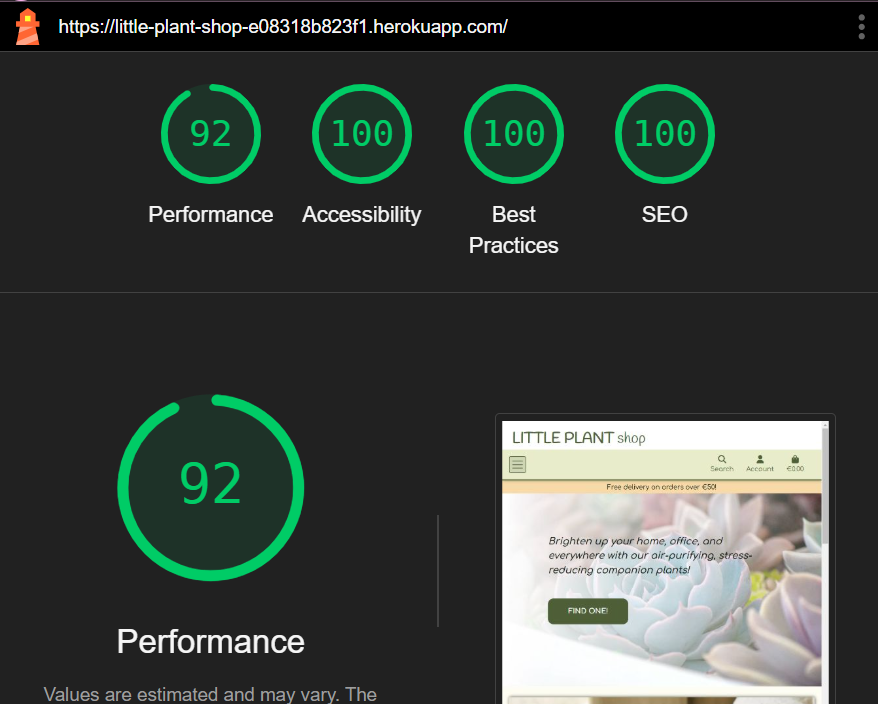 https://little-plant-shop-e08318b823f1.herokuapp.com/
92 100 100 100
Performance Accessibility Best Practices SEO
92
Performance
Values are estimated and may vary. The
LITTLE PLANT shop
Search Account €0.00
Free delivery on orders over €50!
Brighten up your home, office, and
everywhere with our air-purifying, stress-
reducing companion plants!
FIND ONE!